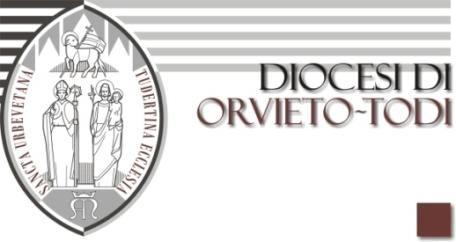 SANCTA URBEVETANA
TUDERTINA ECCLESIA
DIOCESI DI
ORVIETO~TODI